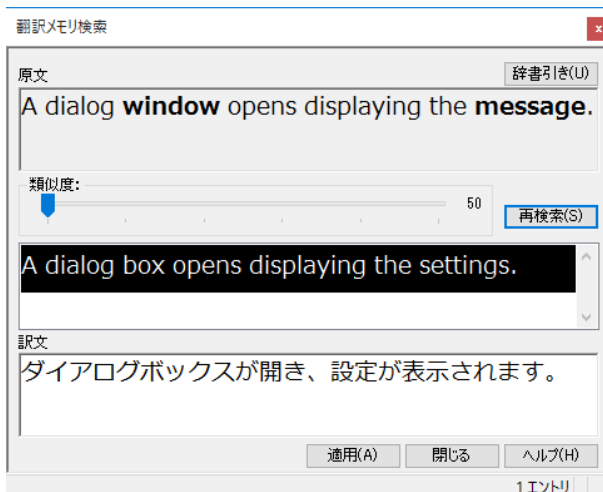 翻訳メモリ検索
x
原文
辞書引き(U)
A dialog window opens displaying the message.
類似度:
50
再検索(S)
A dialog box opens displaying the settings.
訳文
ダイアログボックスが開き、設定が表示されます。
適用(A) 閉じる ヘルプ(H)
1エントリ